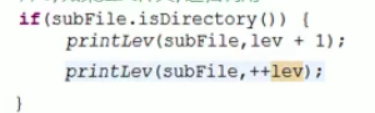 if(subFile.isDirectory()) {
printLev(subFile,lev + 1);
printLev(subFile,++lev);
}